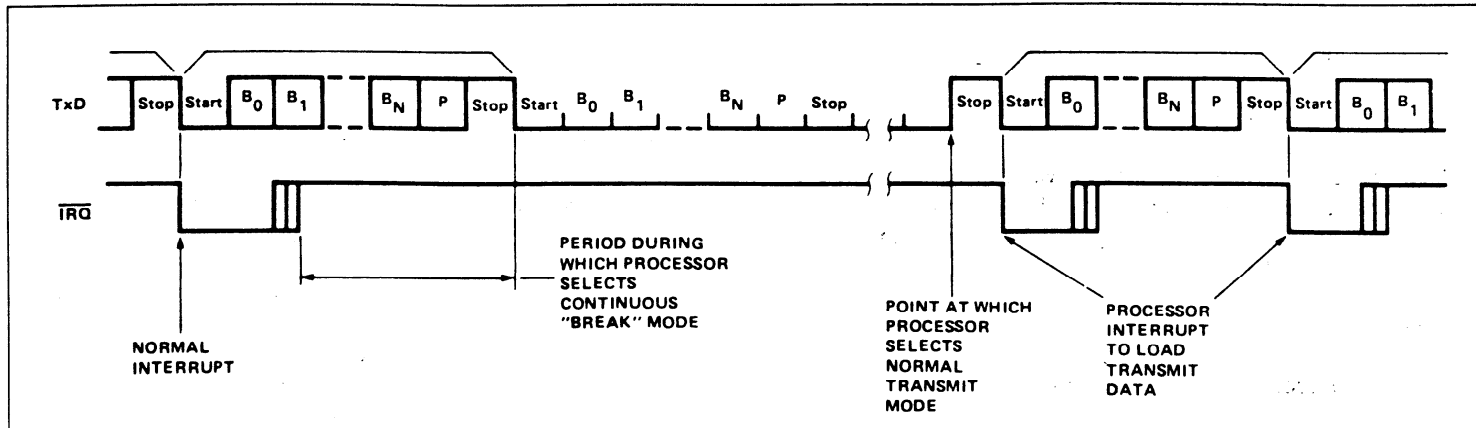 TxD Stop Start B0 B1 BN P Stop Start B0 B1 BN P Stop Stop Start B0 BN P Stop Start B0 B1
IRQ
NORMAL
INTERRUPT
PERIOD DURING
WHICH PROCESSOR
SELECTS
CONTINUOUS
"BREAK" MODE
POINT AT WHICH
PROCESSOR
SELECTS
NORMAL
TRANSMIT
MODE
PROCESSOR
INTERRUPT
TO LOAD
TRANSMIT
DATA